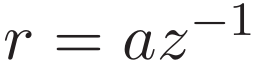 r = az⁻¹